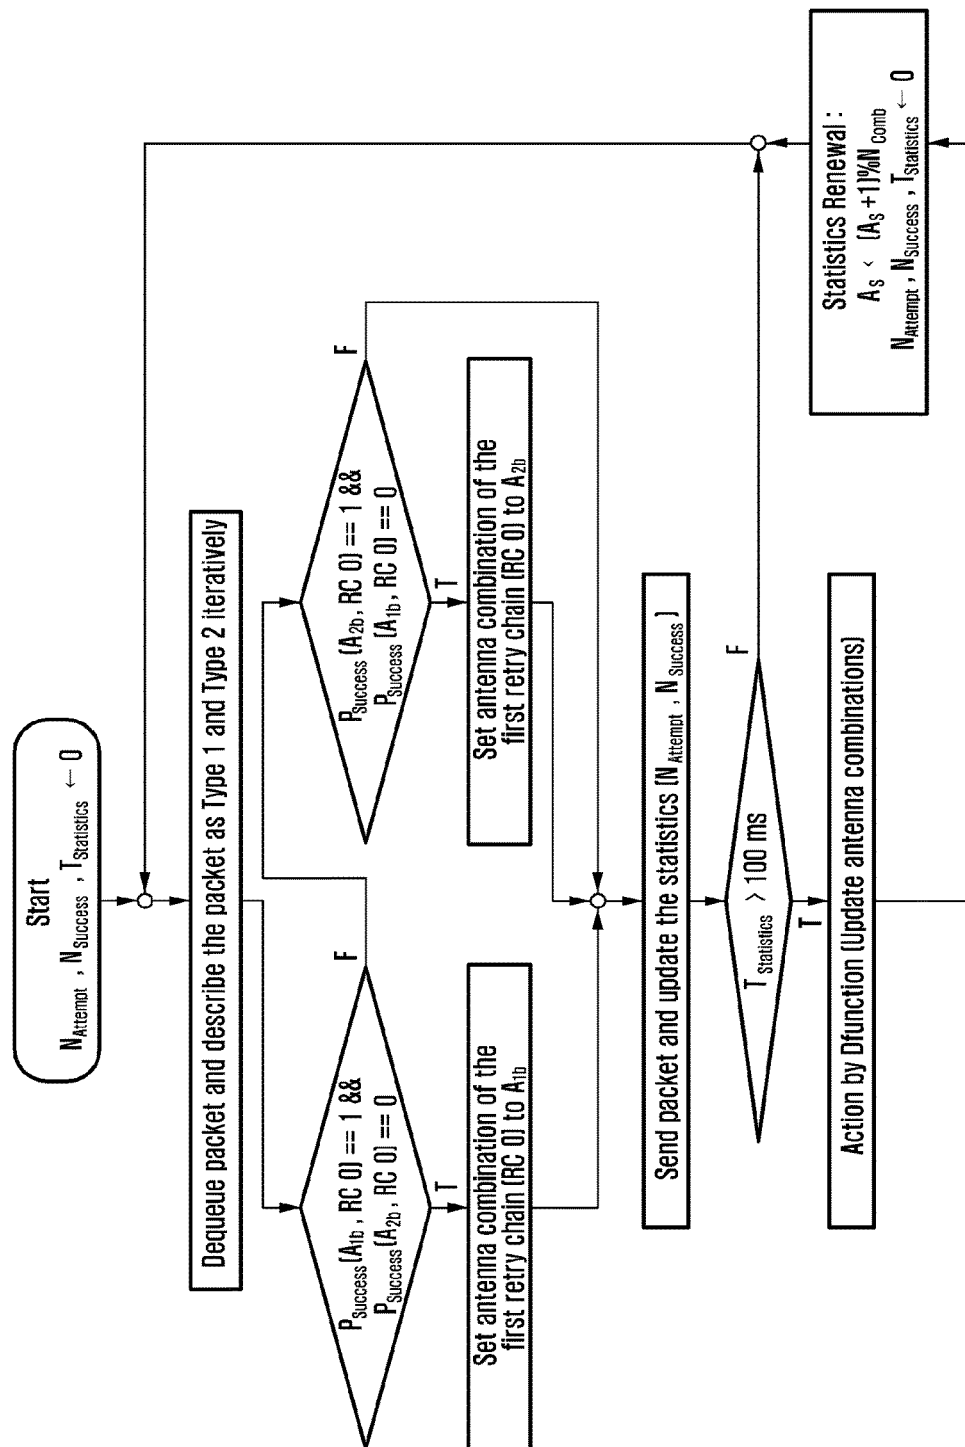 Start
N_Attempt , N_Success , T_Statistics ← 0
Dequeue packet and describe the packet as Type 1 and Type 2 iteratively
P_Success (A_1b , RC 0) == 1 &&
P_Success (A_2b , RC 0) == 0
F
T
Set antenna combination of the
first retry chain (RC 0) to A_1b
P_Success (A_2b , RC 0) == 1 &&
P_Success (A_1b , RC 0) == 0
F
T
Set antenna combination of the
first retry chain (RC 0) to A_2b
Send packet and update the statistics (N_Attempt , N_Success )
T_Statistics > 100 ms
F
T
Action by Dfunction (Update antenna combinations)
Statistics Renewal :
A_S ‹ (A_S +1)%N_Comb
N_Attempt , N_Success , T_Statistics ← 0